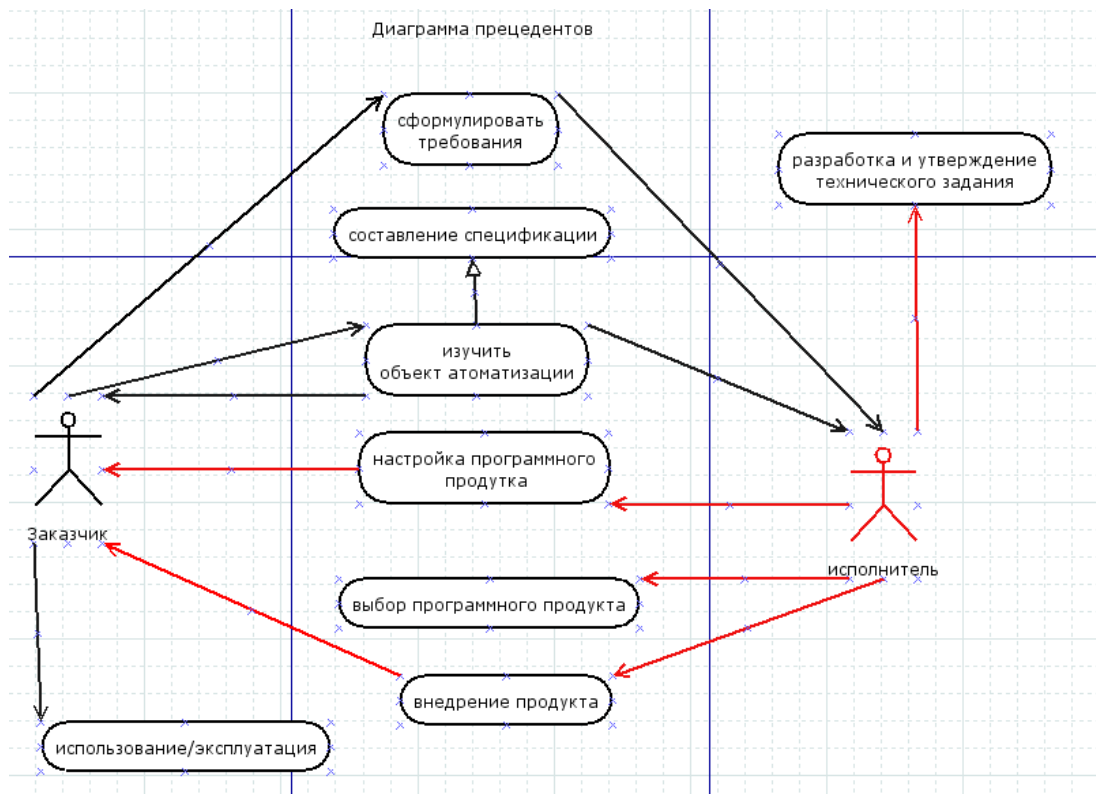 Диаграмма прецедентов
сформулировать
требования
разработка и утверждение
технического задания
составление спецификации
изучить
объект атоматизации
настройка программного
продутка
Заказчик
исполнитель
выбор программного продукта
внедрение продукта
использование/эксплуатация